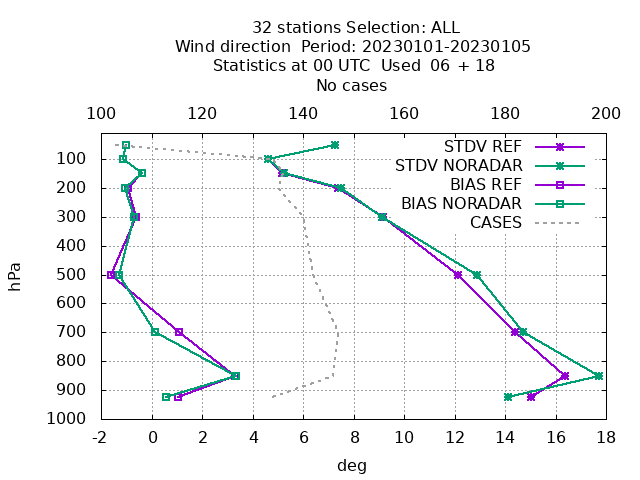 32 stations Selection: ALL
Wind direction  Period: 20230101-20230105
Statistics at 00 UTC  Used  06 + 18
No cases
100 120 140 160 180 200
STDV REF
STDV NORADAR
BIAS REF
BIAS NORADAR
CASES
100
200
300
400
500
600
700
800
900
1000
hPa
-2 0 2 4 6 8 10 12 14 16 18
deg